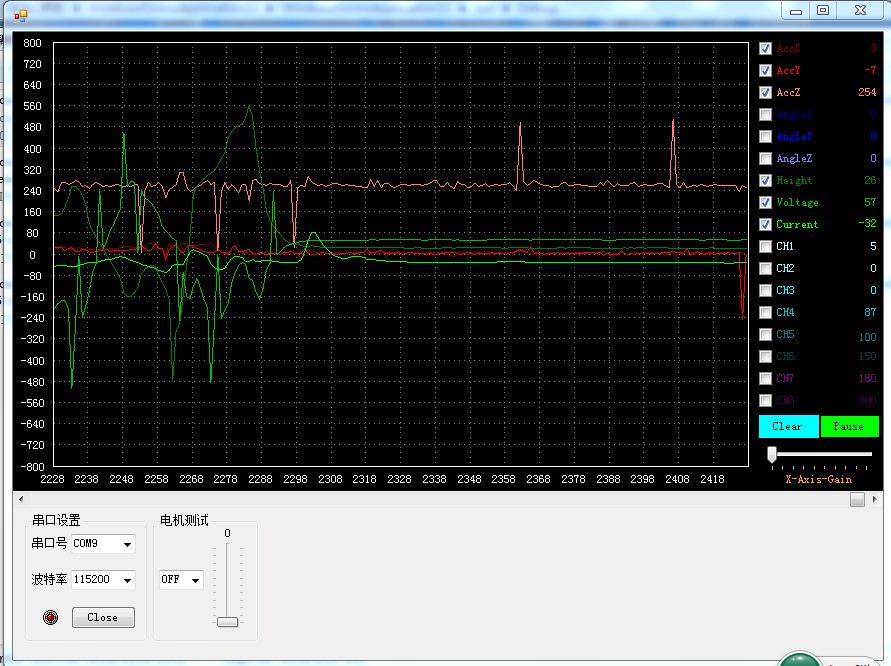 800
720
640
560
480
400
320
240
160
80
0
-80
-160
-240
-320
-400
-480
-560
-640
-720
-800
2228 2238 2248 2258 2268 2278 2288 2298 2308 2318 2328 2338 2348 2358 2368 2378 2388 2398 2408 2418
AccX 3
AccY -7
AccZ 254
AngleX 0
AngleY 0
AngleZ 0
Height 26
Voltage 57
Current -32
CH1 5
CH2 0
CH3 0
CH4 87
CH5 100
CH6 150
CH7 180
CH8 200
Clear Pause
X-Axis-Gain
串口设置
串口号 COM9
波特率 115200
Close
电机测试
0
OFF